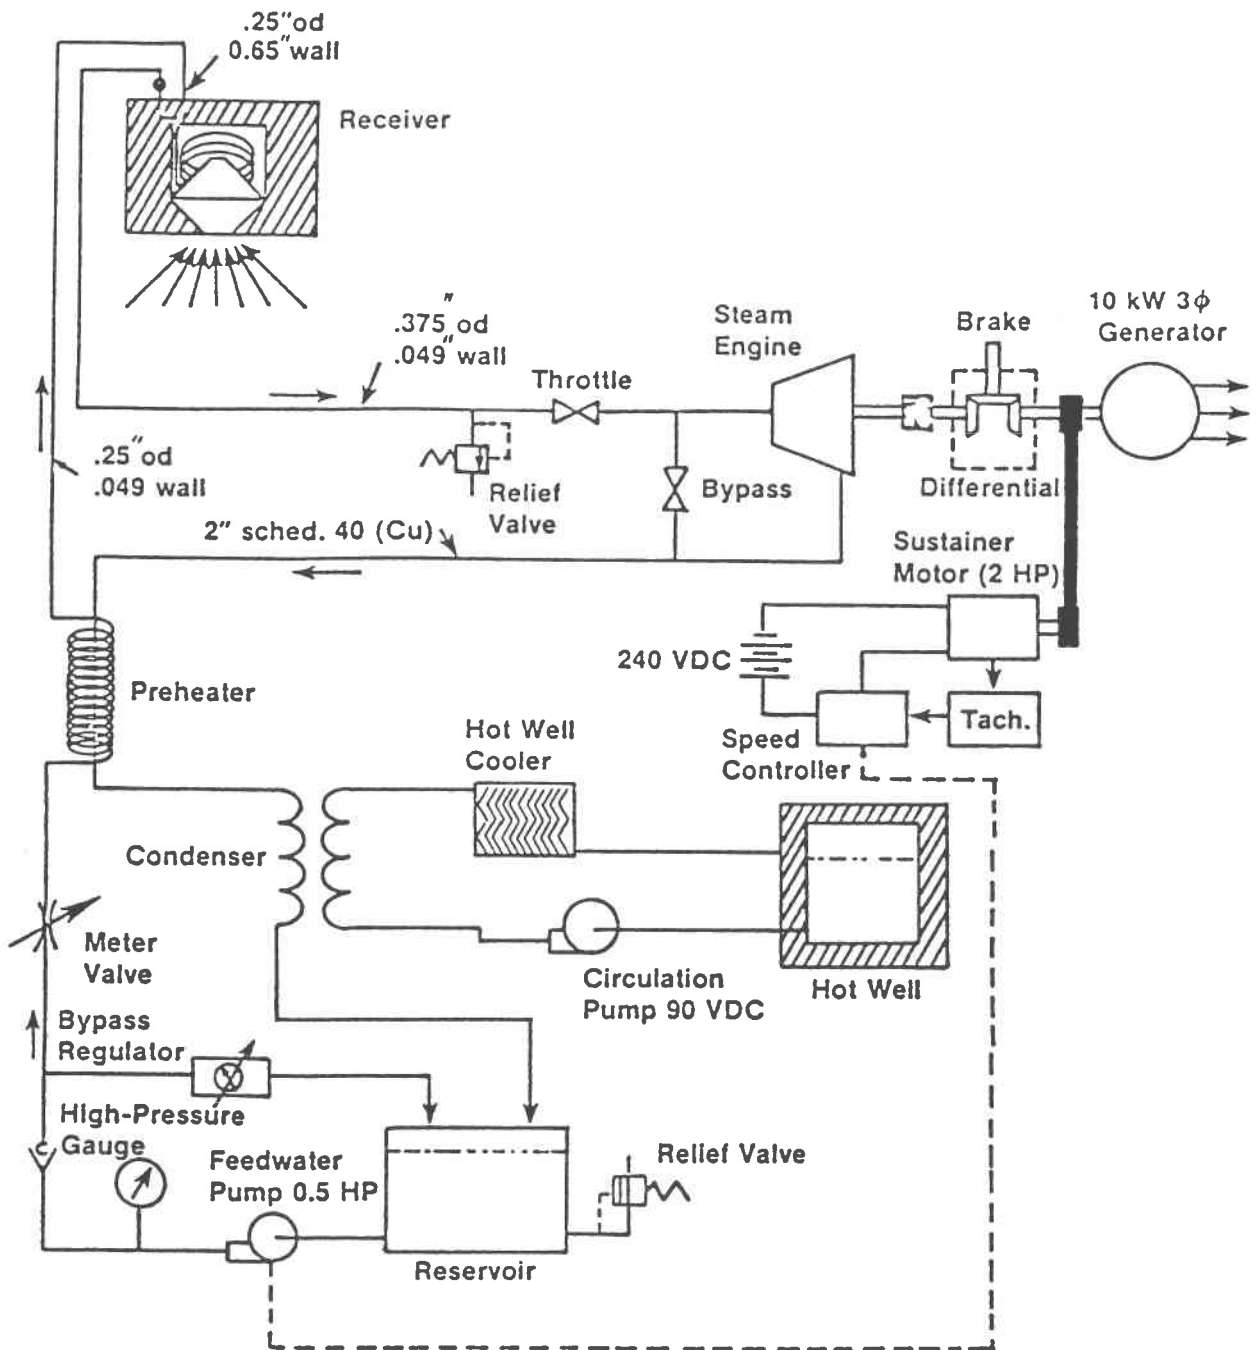 .25"od
0.65"wall
Receiver
.375"od
.049"wall
Steam
Engine
Brake
10 kW 3ϕ
Generator
Throttle
.25"od
.049 wall
Relief
Valve
Bypass
Differential
2" sched. 40 (Cu)
Sustainer
Motor (2 HP)
240 VDC
Preheater
Tach.
Hot Well
Cooler
Speed
Controller
Condenser
Meter
Valve
Circulation
Pump 90 VDC
Hot Well
Bypass
Regulator
High-Pressure
Gauge
Feedwater
Pump 0.5 HP
Relief Valve
Reservoir